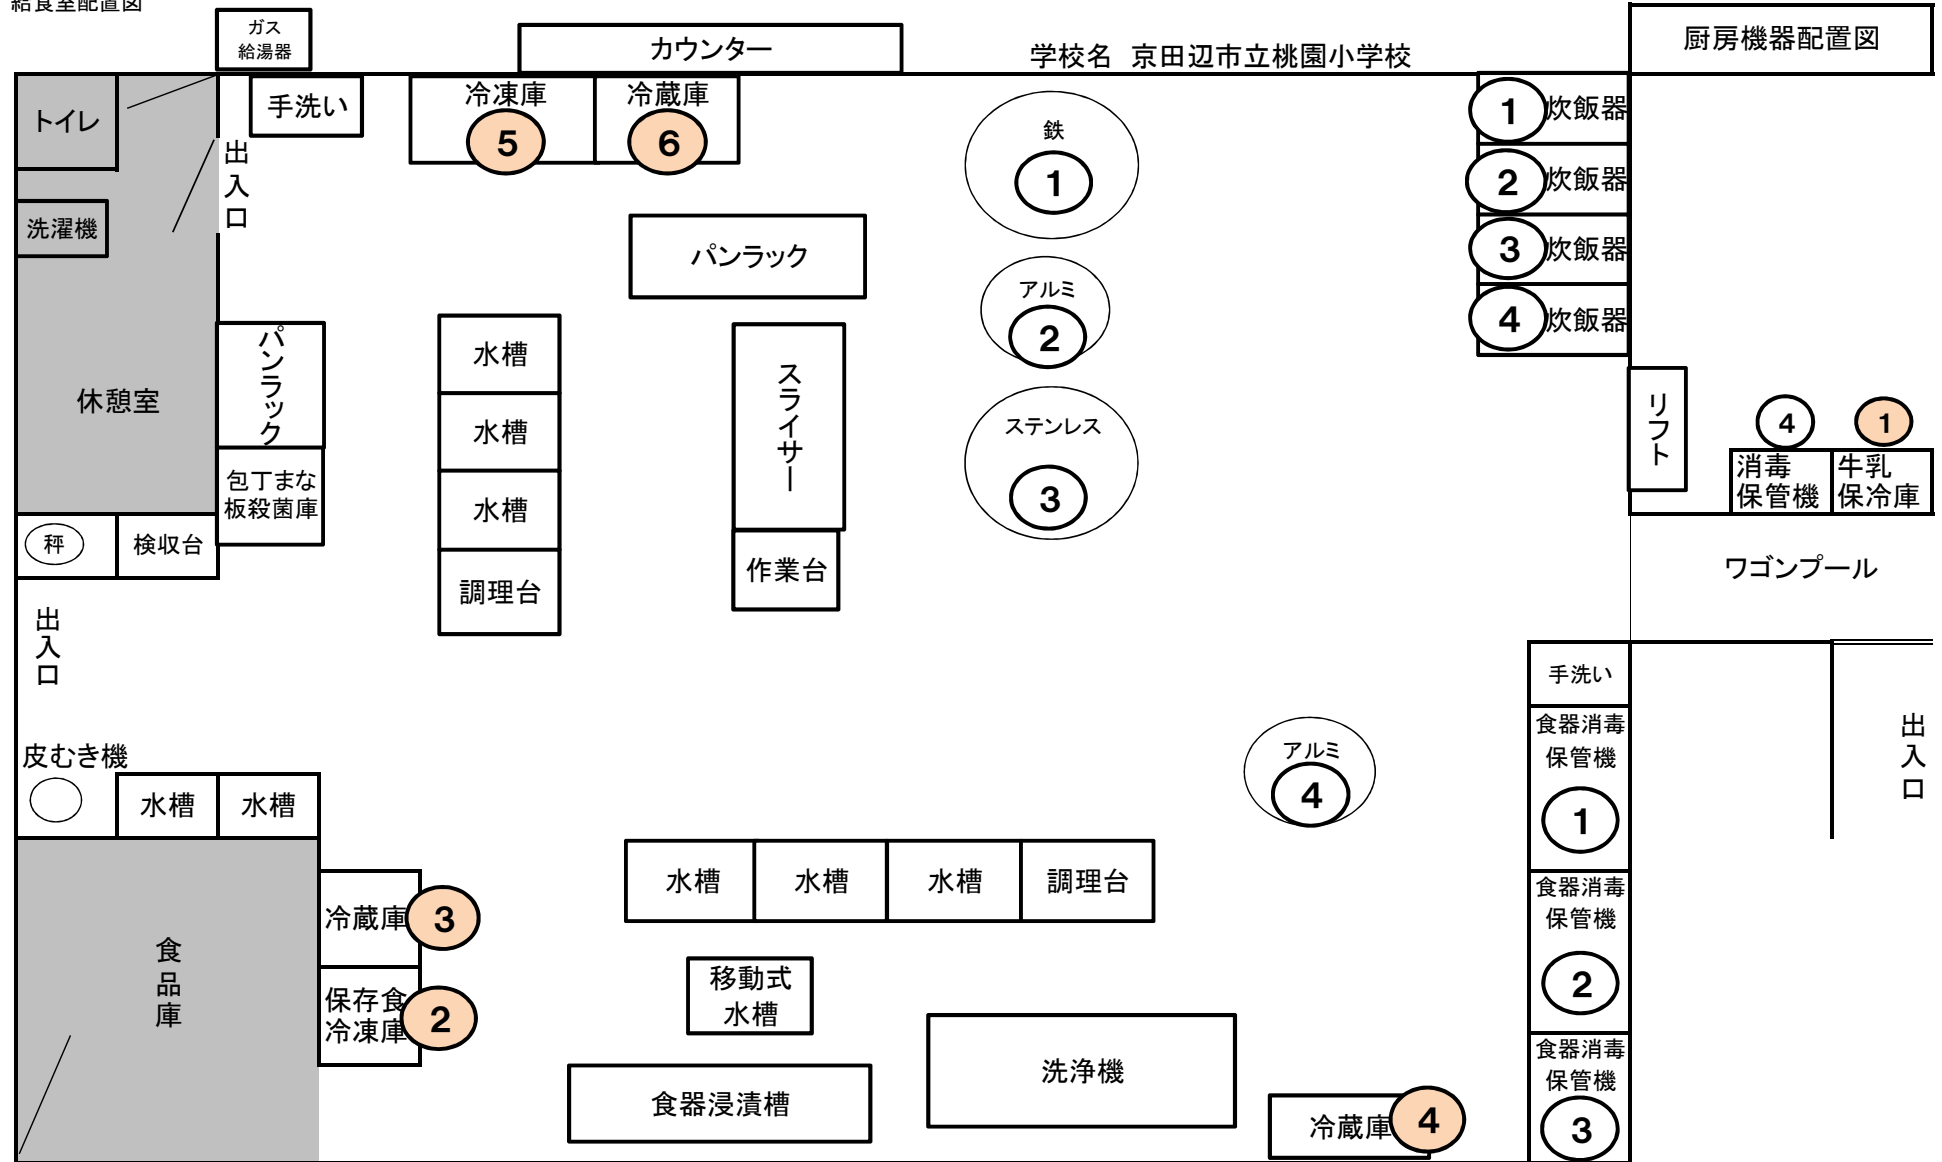 給食室配置図
ガス
給湯器
カウンター
学校名 京田辺市立桃園小学校
厨房機器配置図
トイレ
手洗い
冷凍庫
5
冷蔵庫
6
出入口
洗濯機
パンラック
鉄
1
アルミ
2
ステンレス
3
1 炊飯器
2 炊飯器
3 炊飯器
4 炊飯器
休憩室
パンラック
包丁まな
板殺菌庫
水槽
水槽
水槽
調理台
スライサー
作業台
リフト
4
消毒
保管機
1
牛乳
保冷庫
秤
検収台
ワゴンプール
出入口
皮むき機
水槽
水槽
アルミ
4
手洗い
食器消毒
保管機
1
食器消毒
保管機
2
食器消毒
保管機
3
出入口
食品庫
冷蔵庫 3
保存食
冷凍庫
2
水槽
水槽
水槽
調理台
移動式
水槽
食器浸漬槽
洗浄機
冷蔵庫 4